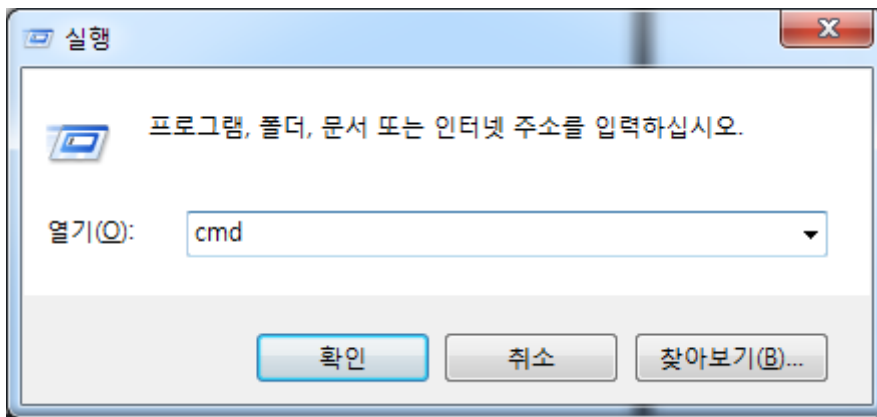 실행
프로그램, 폴더, 문서 또는 인터넷 주소를 입력하십시오.
열기(O): cmd
확인 취소 찾아보기(B)...